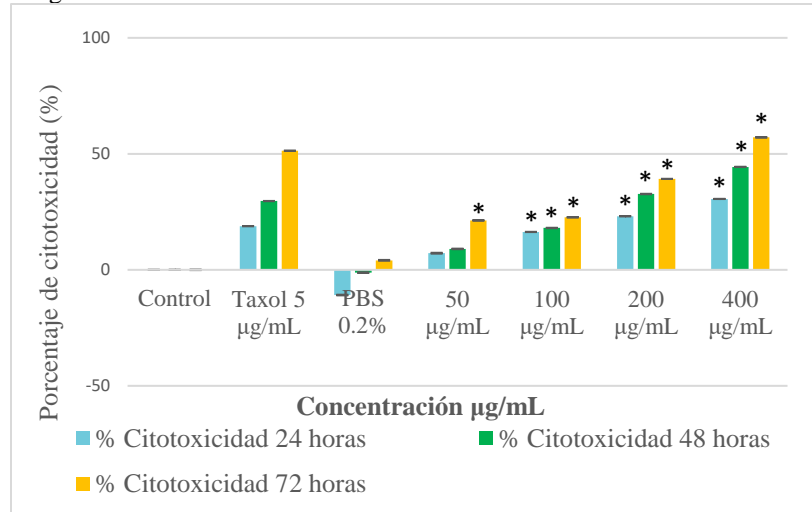 100
50
0
-50
Porcentaje de citotoxicidad (%)
* * * * * * * * * *
Control
Taxol 5
µg/mL
PBS
0.2%
50
µg/mL
100
µg/mL
200
µg/mL
400
µg/mL
Concentración µg/mL
% Citotoxicidad 24 horas
% Citotoxicidad 48 horas
% Citotoxicidad 72 horas